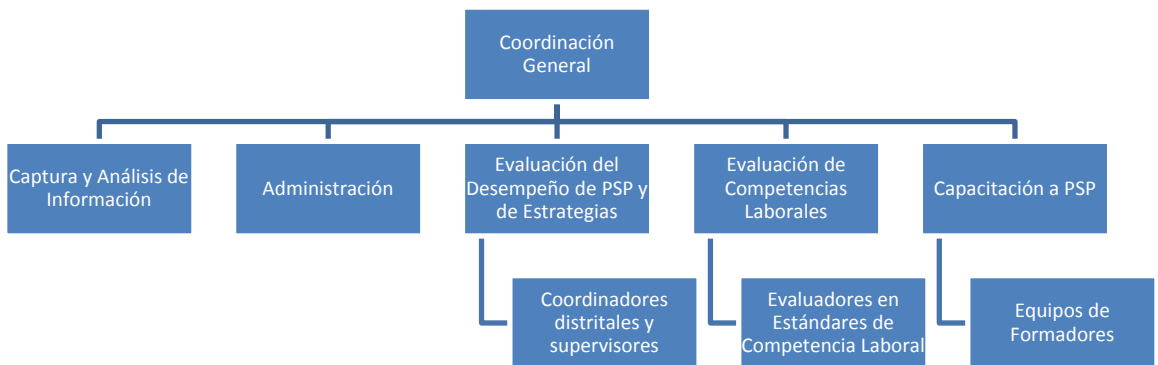 Coordinación
General
Captura y Análisis de
Información
Administración
Evaluación del
Desempeño de PSP y
de Estrategias
Evaluación de
Competencias
Laborales
Capacitación a PSP
Coordinadores
distritales y
supervisores
Evaluadores en
Estándares de
Competencia Laboral
Equipos de
Formadores